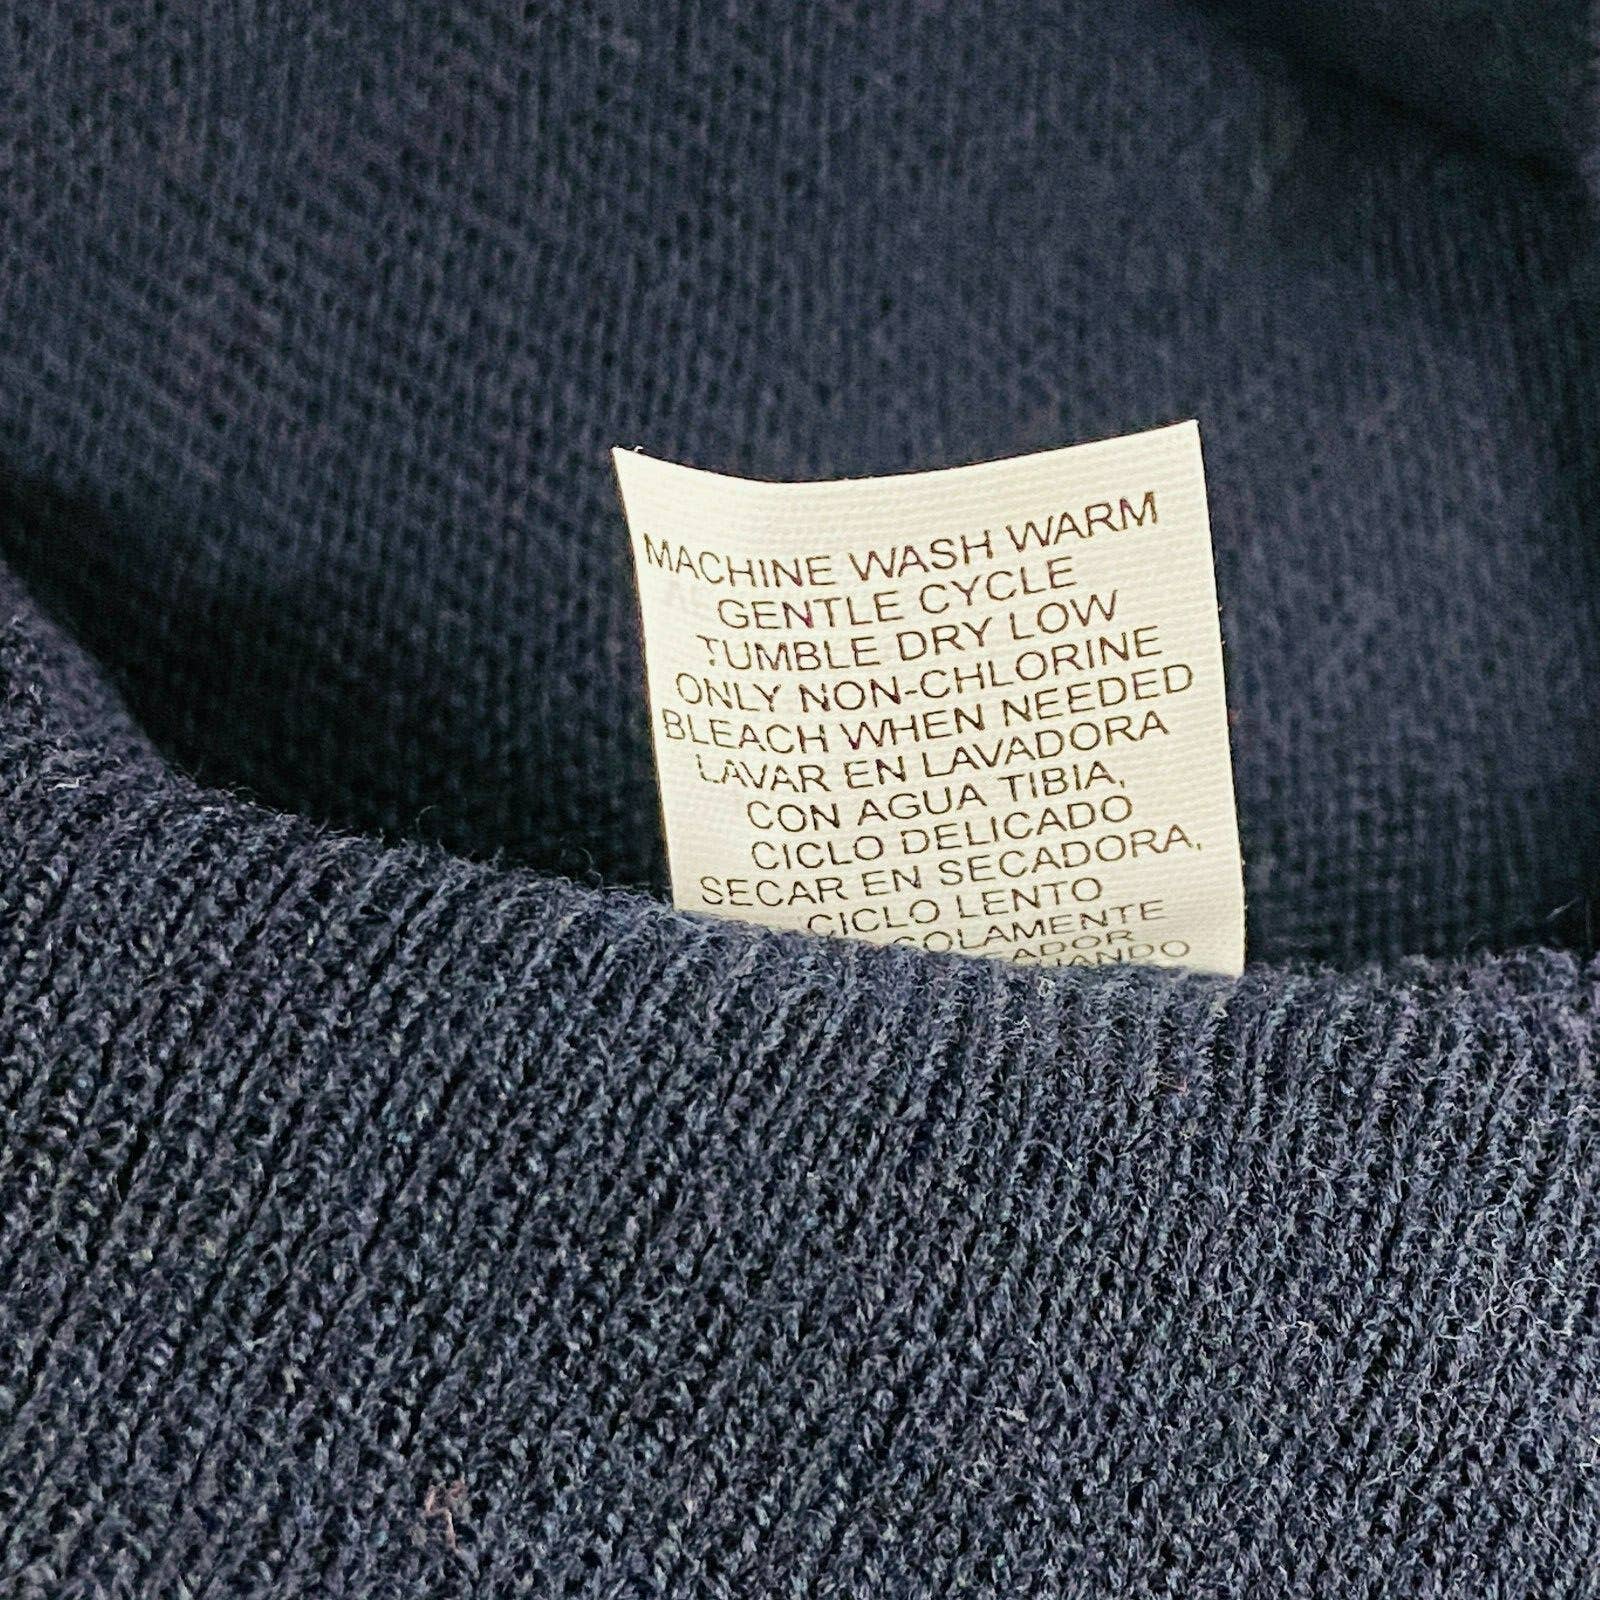 MACHINE WASH WARM
GENTLE CYCLE
TUMBLE DRY LOW
ONLY NON-CHLORINE
BLEACH WHEN NEEDED
LAVAR EN LAVADORA
CON AGUA TIBIA,
CICLO DELICADO
SECAR EN SECADORA,
CICLO LENTO
SOLAMENTE